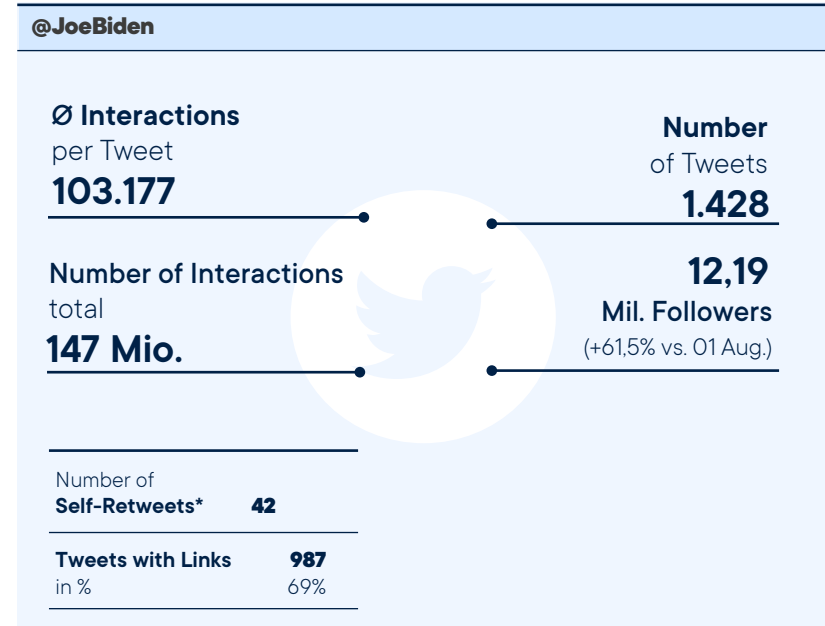 @JoeBiden
Ø Interactions
per Tweet
103.177
Number
of Tweets
1.428
Number of Interactions
total
147 Mio.
12,19
Mil. Followers
(+61,5% vs. 01 Aug.)
Number of
Self-Retweets* 42
Tweets with Links 987
in % 69%